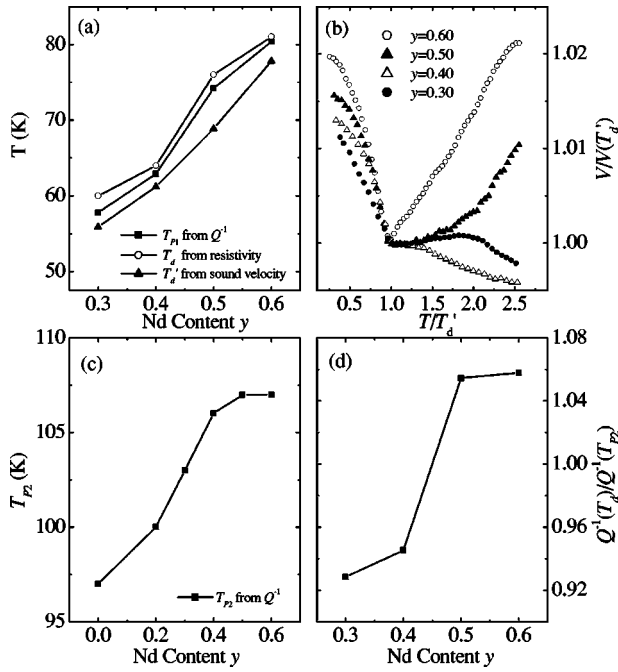 (a)
80
70
60
50
T (K)
T_P1 from Q^-1
T_d from resistivity
T_d' from sound velocity
0.3 0.4 0.5 0.6
Nd Content y
(b)
y=0.60
y=0.50
y=0.40
y=0.30
1.02
1.01
1.00
V/V(T_d')
0.5 1.0 1.5 2.0 2.5
T/T_d'
(c)
110
105
100
95
T_P2 (K)
T_P2 from Q^-1
0.0 0.2 0.4 0.6
Nd Content y
(d)
1.08
1.04
1.00
0.96
0.92
Q^-1(T_d)/Q^-1(T_P2)
0.3 0.4 0.5 0.6
Nd Content y